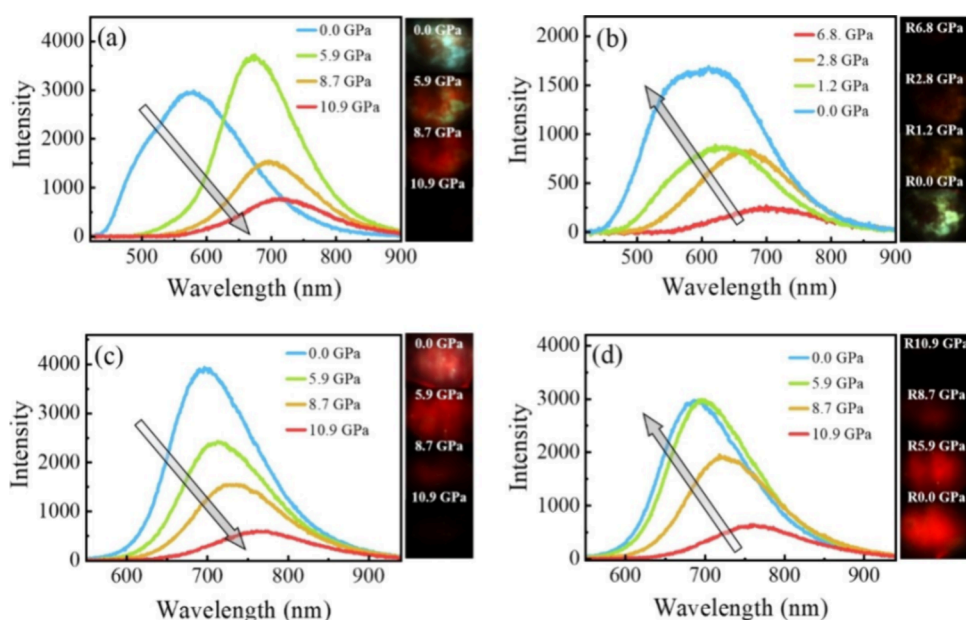 (a)
0.0 GPa
5.9 GPa
8.7 GPa
10.9 GPa
4000
3000
2000
1000
0
Intensity
500 600 700 800 900
Wavelength (nm)
0.0 GPa
5.9 GPa
8.7 GPa
10.9 GPa
(b)
6.8. GPa
2.8 GPa
1.2 GPa
0.0 GPa
2000
1500
1000
500
0
Intensity
500 600 700 800 900
Wavelength (nm)
R6.8 GPa
R2.8 GPa
R1.2 GPa
R0.0 GPa
(c)
0.0 GPa
5.9 GPa
8.7 GPa
10.9 GPa
4000
3000
2000
1000
0
Intensity
600 700 800 900
Wavelength (nm)
0.0 GPa
5.9 GPa
8.7 GPa
10.9 GPa
(d)
0.0 GPa
5.9 GPa
8.7 GPa
10.9 GPa
4000
3000
2000
1000
0
Intensity
600 700 800 900
Wavelength (nm)
R10.9 GPa
R8.7 GPa
R5.9 GPa
R0.0 GPa